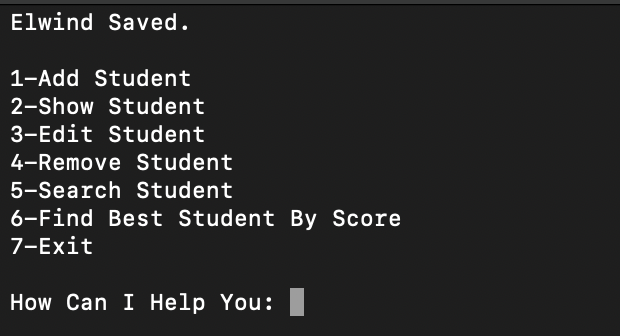 Elwind Saved.
1-Add Student
2-Show Student
3-Edit Student
4-Remove Student
5-Search Student
6-Find Best Student By Score
7-Exit
How Can I Help You: